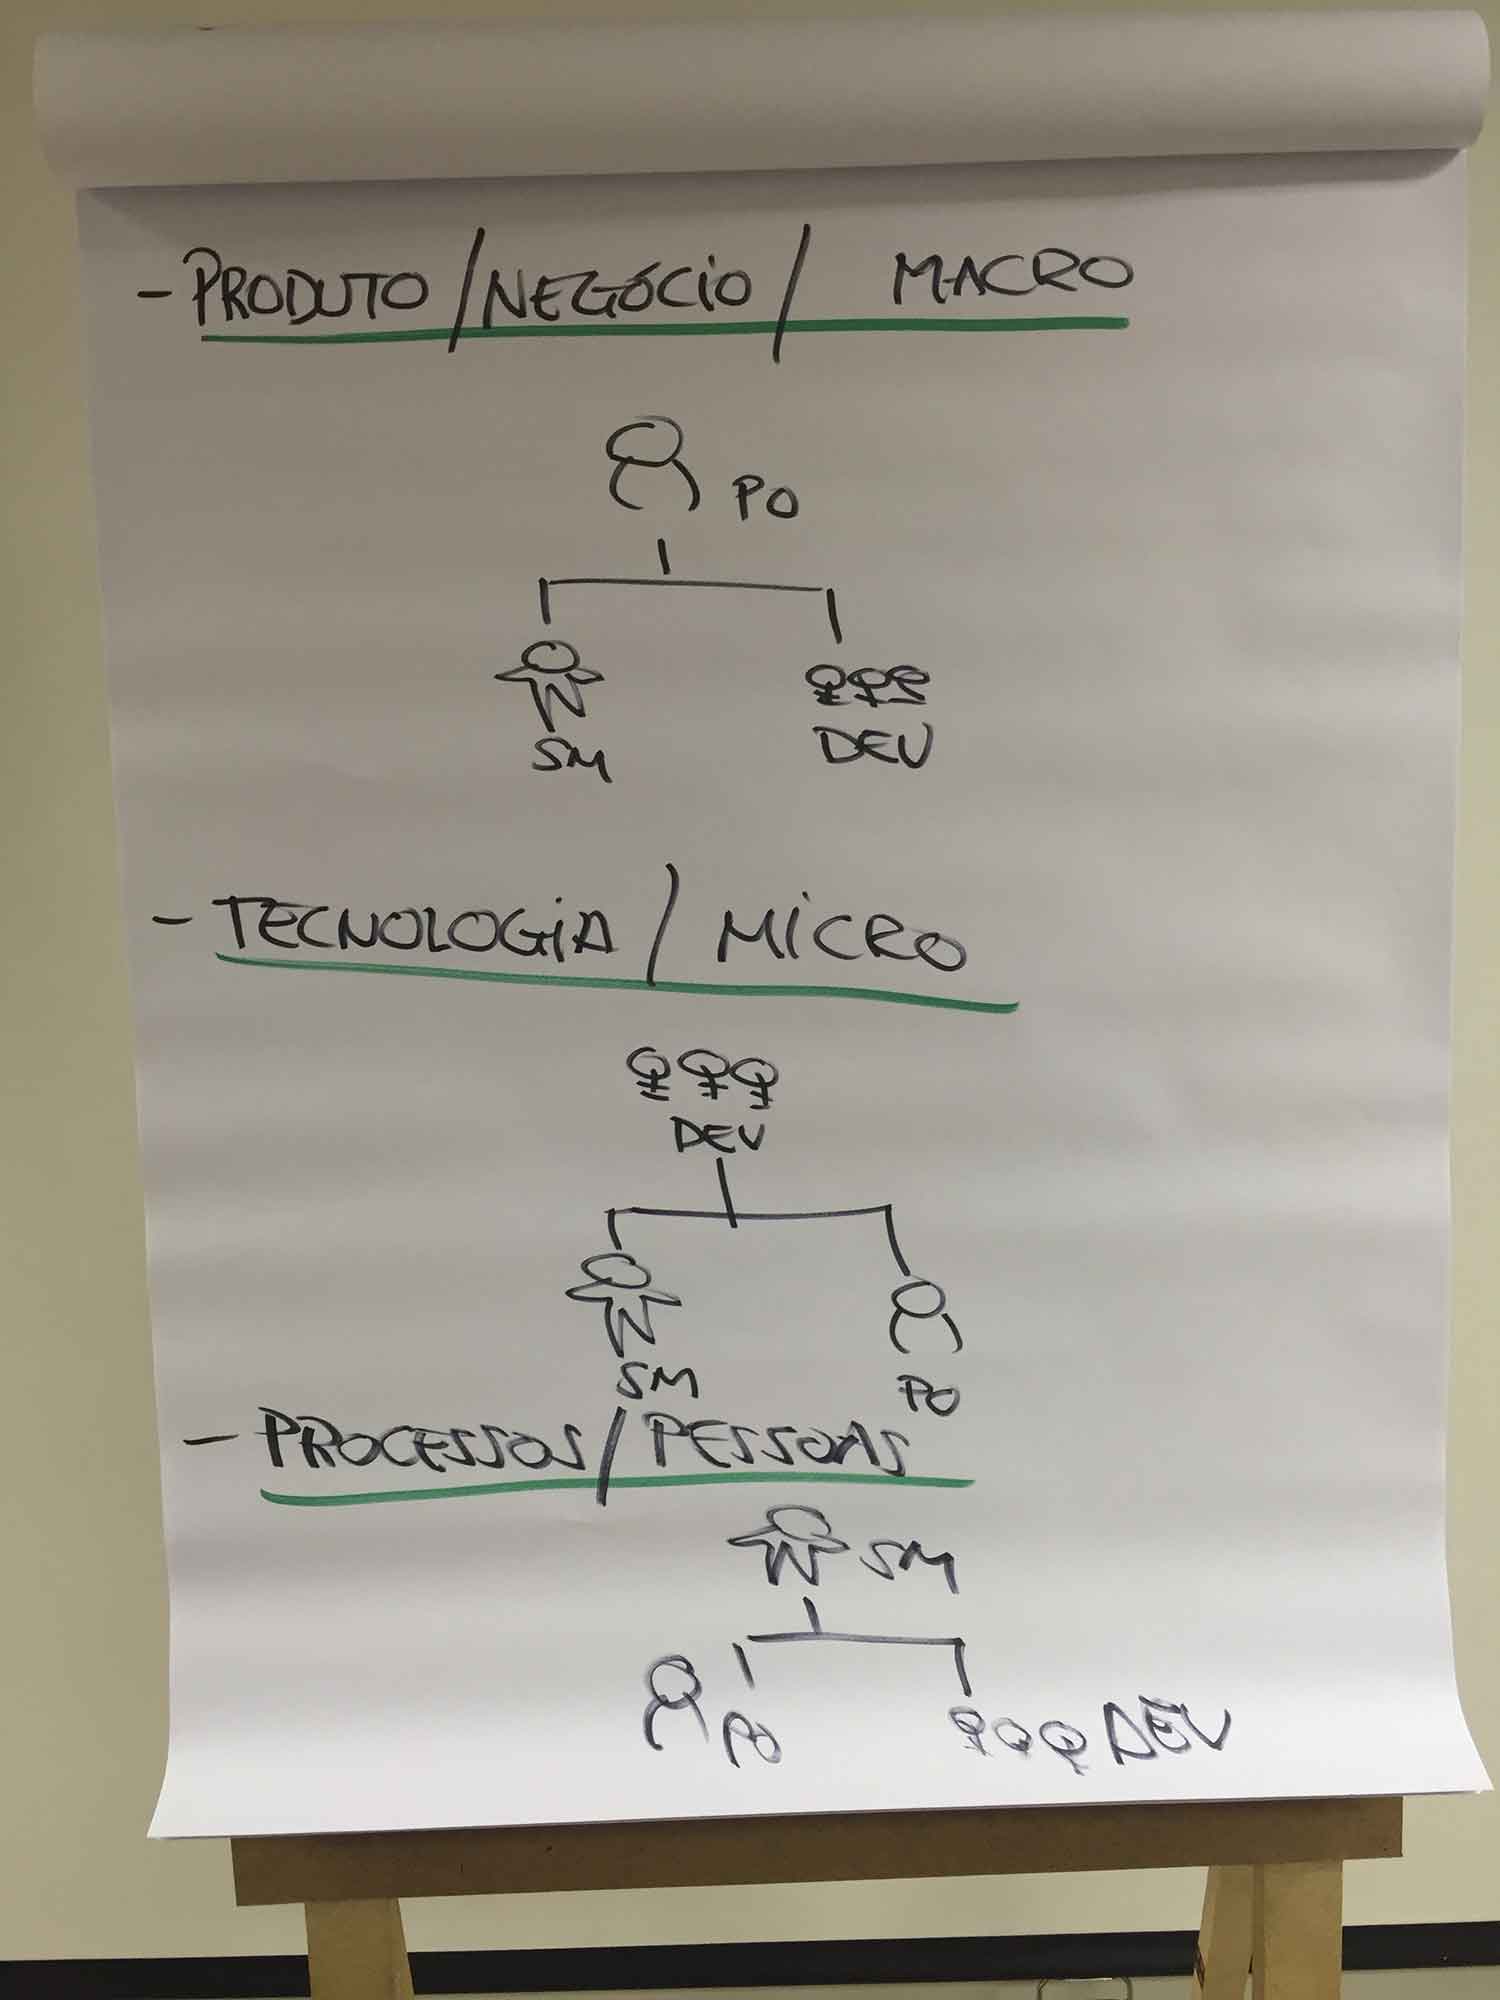 - PRODUTO / NEGÓCIO / MACRO
PO
SM DEV
- TECNOLOGIA / MICRO
DEV
SM PO
- PROCESSOS / PESSOAS
SM
PO DEV